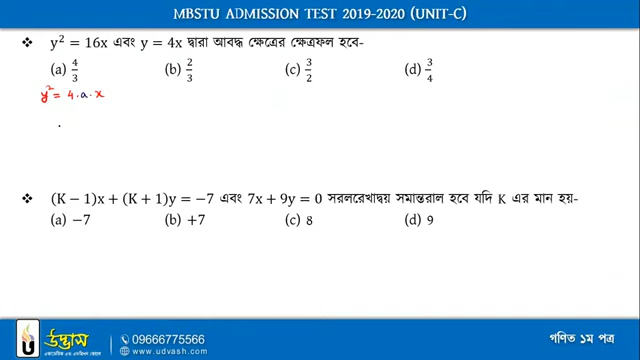 MBSTU ADMISSION TEST 2019-2020 (UNIT-C)
❖ y² = 16x এবং y = 4x দ্বারা আবদ্ধ ক্ষেত্রের ক্ষেত্রফল হবে-
(a) 4/3 (b) 2/3 (c) 3/2 (d) 3/4
y² = 4·a·x
❖ (K − 1)x + (K + 1)y = −7 এবং 7x + 9y = 0 সরলরেখাদ্বয় সমান্তরাল হবে যদি K এর মান হয়-
(a) −7 (b) +7 (c) 8 (d) 9
উদ্ভাস
09666775566
www.udvash.com
গণিত ১ম পত্র